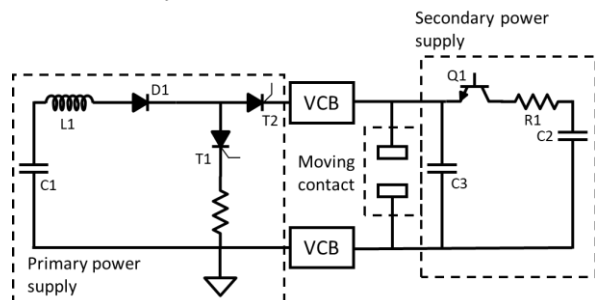 Secondary power
supply
Q1
D1
VCB
L1
T2
R1
T1
C2
Moving
contact
C1
C3
VCB
Primary power
supply